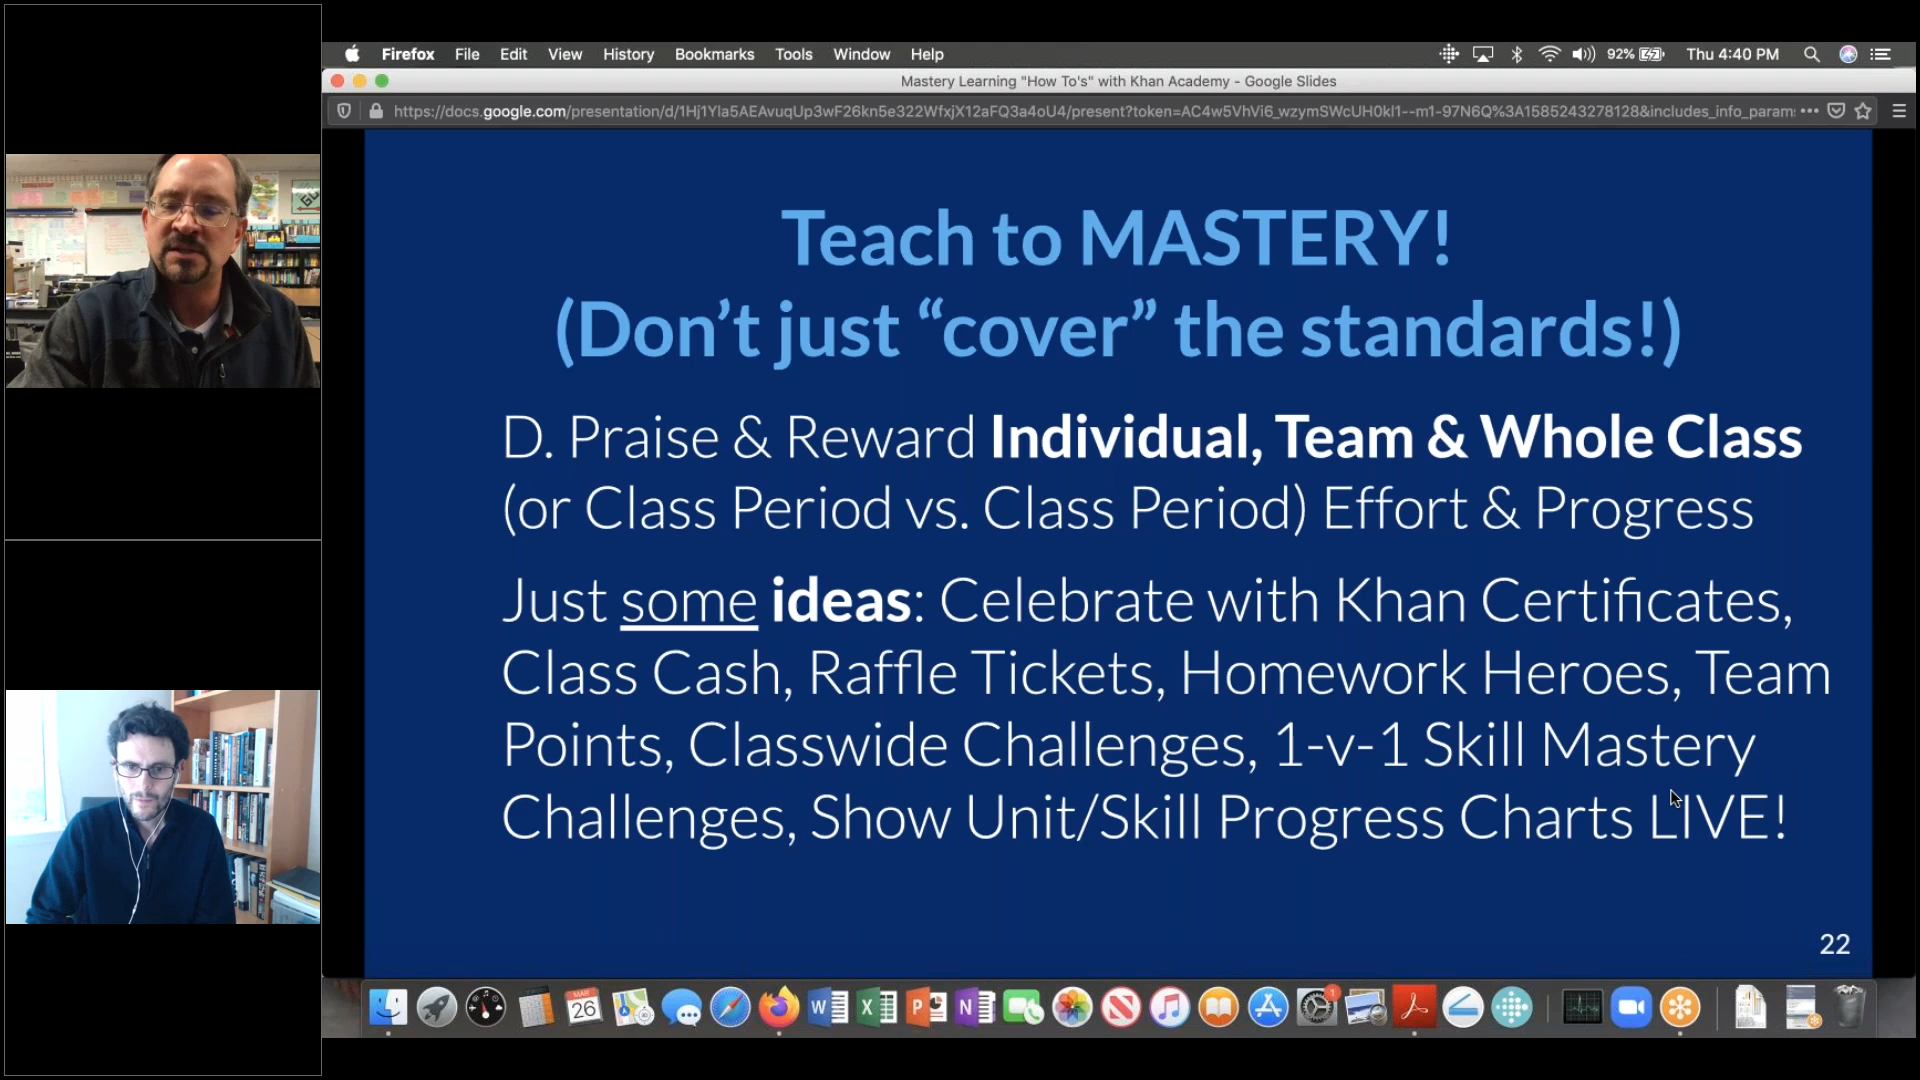 Firefox File Edit View History Bookmarks Tools Window Help 92% Thu 4:40 PM
Mastery Learning "How To's" with Khan Academy - Google Slides
https://docs.google.com/presentation/d/1Hj1Yla5AEAvuqUp3wF26kn5e322WfxjX12aFQ3a4oU4/present?token=AC4w5VhVi6_wzymSWcUH0kl1--m1-97N6Q%3A1585243278128&includes_info_param
Teach to MASTERY!
(Don’t just “cover” the standards!)
D. Praise & Reward Individual, Team & Whole Class
(or Class Period vs. Class Period) Effort & Progress
Just some ideas: Celebrate with Khan Certificates,
Class Cash, Raffle Tickets, Homework Heroes, Team
Points, Classwide Challenges, 1-v-1 Skill Mastery
Challenges, Show Unit/Skill Progress Charts LIVE!
22
MAR
26
W X P N
1